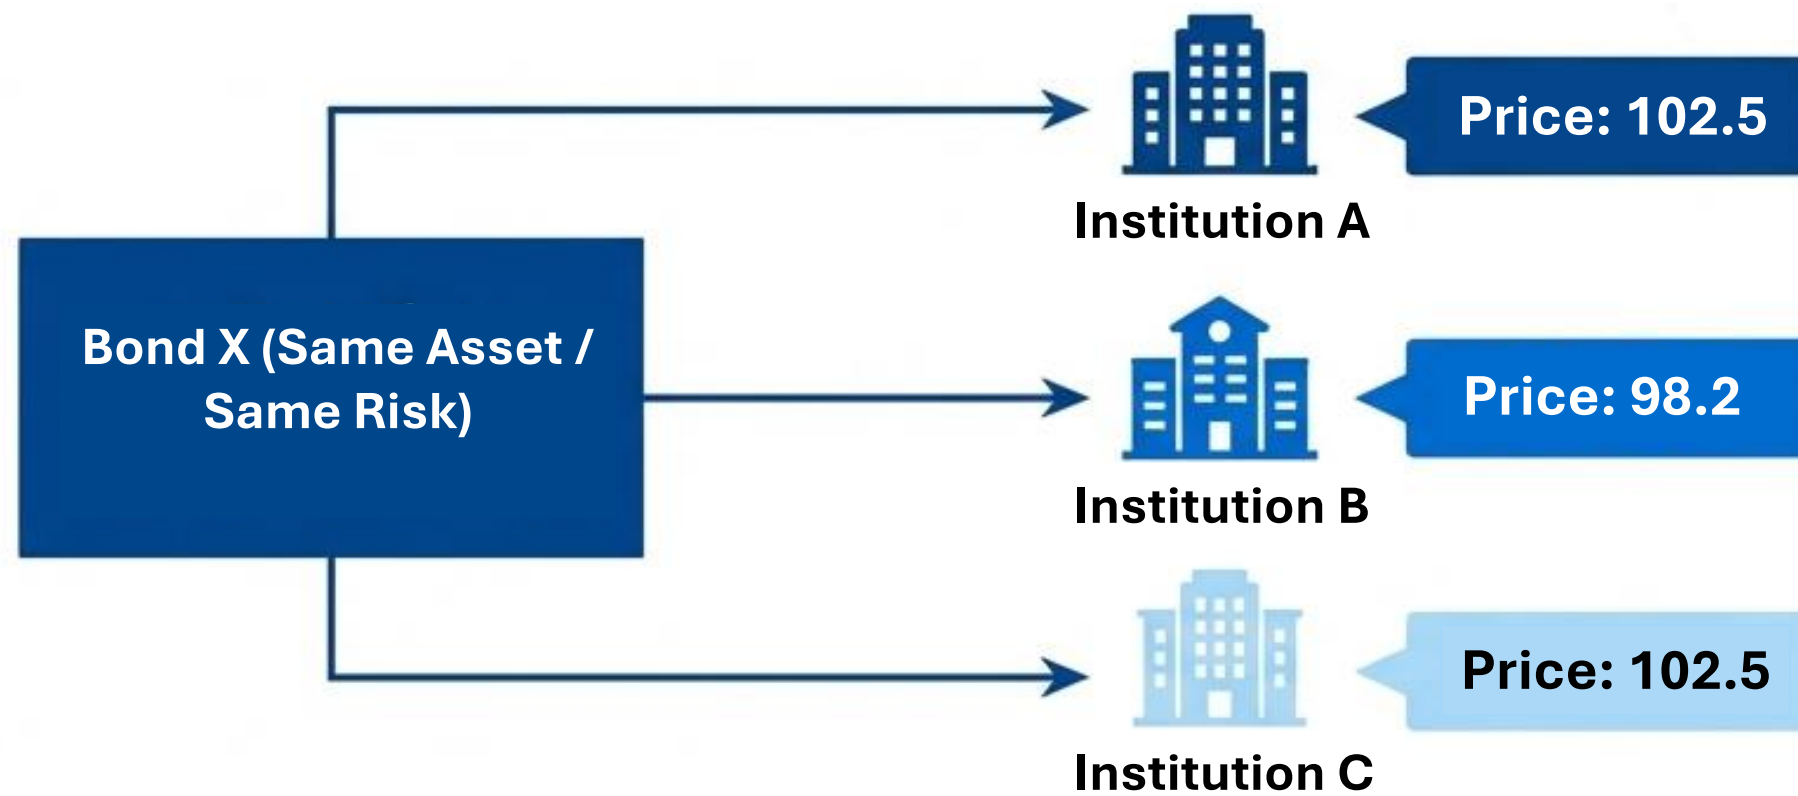 Price: 102.5
Institution A
Bond X (Same Asset /
Same Risk)
Price: 98.2
Institution B
Price: 102.5
Institution C